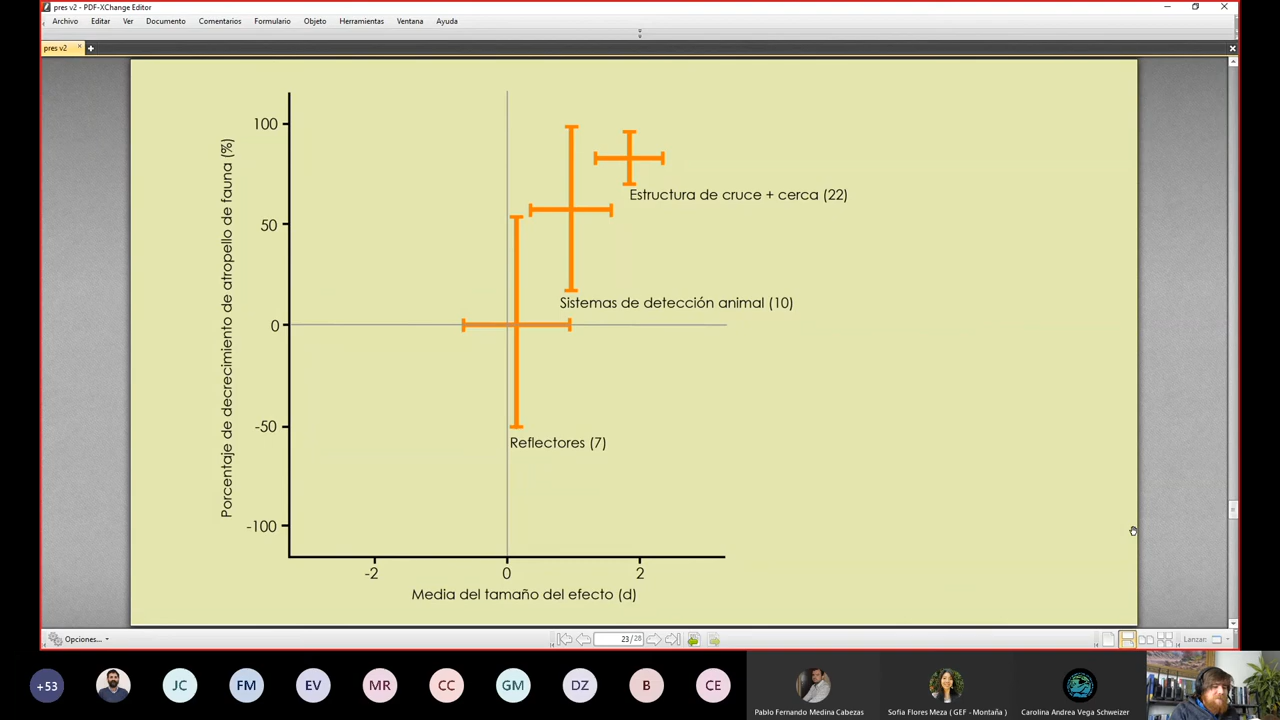 pres v2 - PDF-XChange Editor
Archivo Editar Ver Documento Comentarios Formulario Objeto Herramientas Ventana Ayuda
pres v2
Porcentaje de decrecimiento de atropello de fauna (%)
100
50
0
-50
-100
Estructura de cruce + cerca (22)
Sistemas de detección animal (10)
Reflectores (7)
-2 0 2
Media del tamaño del efecto (d)
Opciones...
23 / 28
Lanzar:
+53 JC FM EV MR CC GM DZ B CE
Pablo Fernando Medina Cabezas
Sofia Flores Meza ( GEF - Montaña )
Carolina Andrea Vega Schweizer